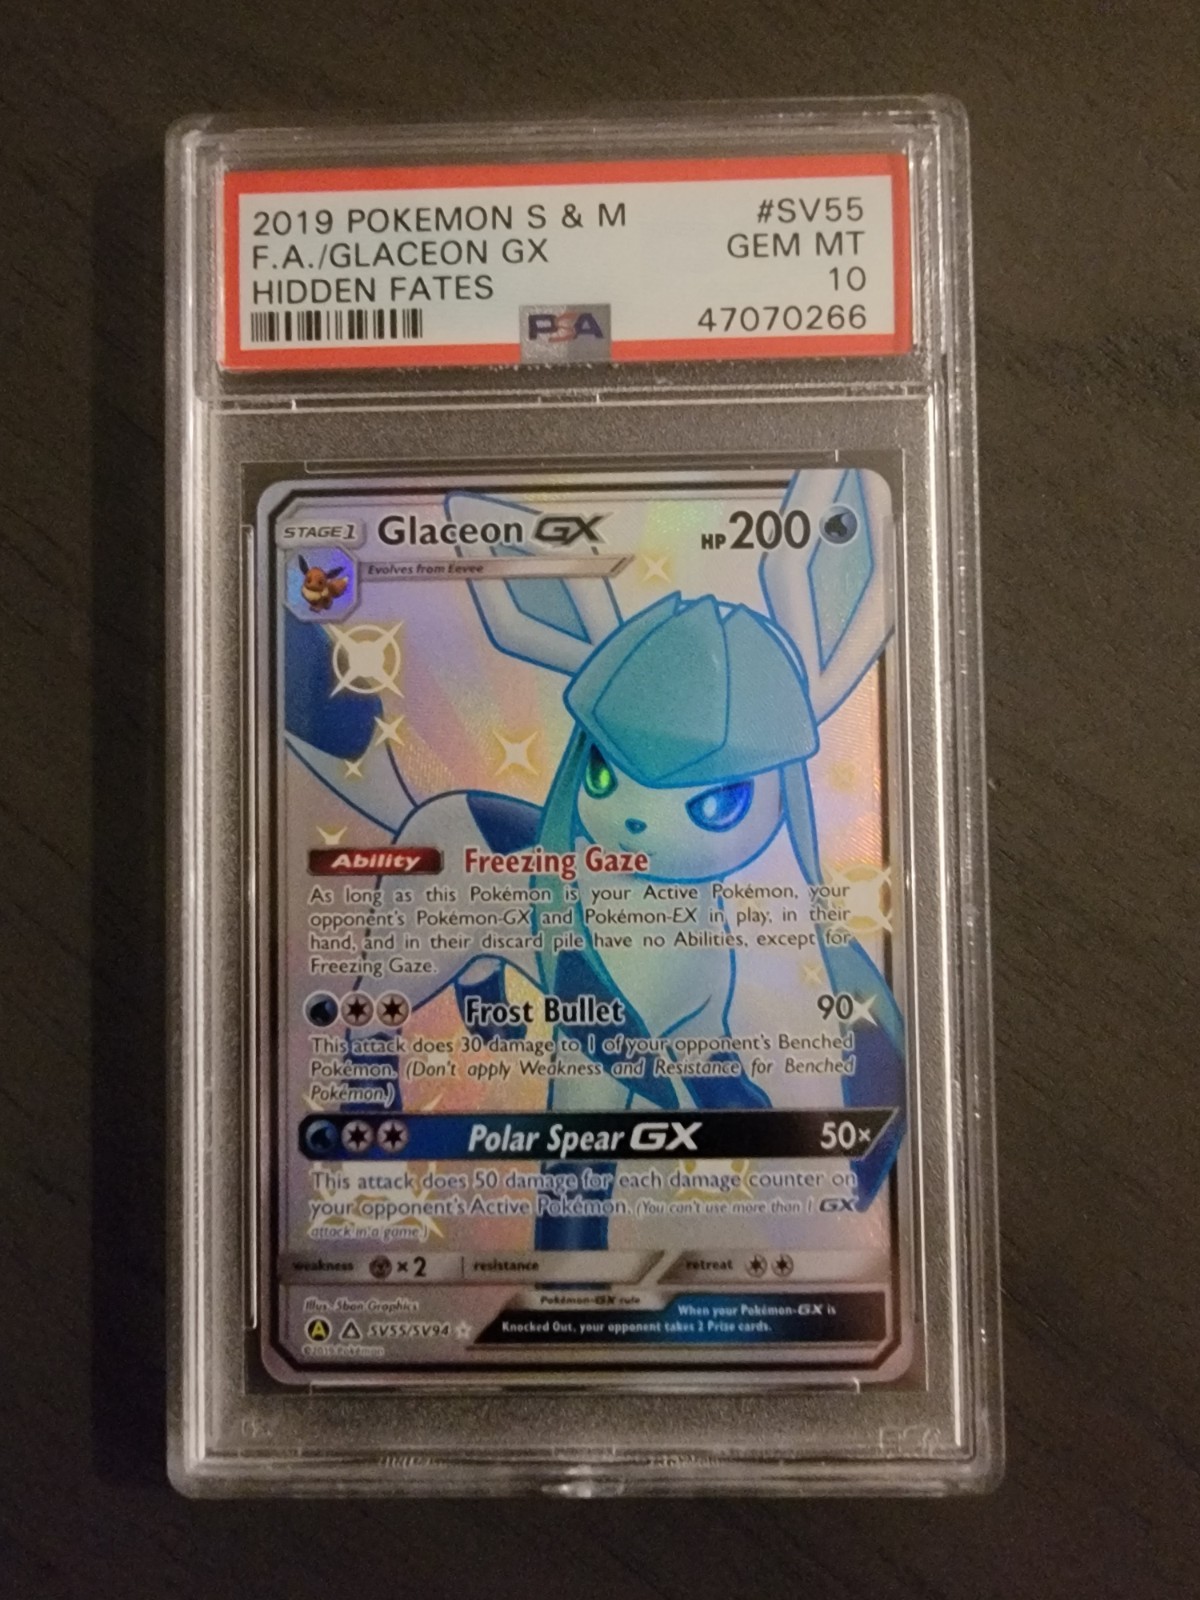 2019 POKEMON S & M #SV55
F.A./GLACEON GX GEM MT
HIDDEN FATES 10
PSA 47070266
STAGE 1 Glaceon GX HP 200
Evolves from Eevee
Ability Freezing Gaze
As long as this Pokémon is your Active Pokémon, your
opponent's Pokémon-GX and Pokémon-EX in play, in their
hand, and in their discard pile have no Abilities, except for
Freezing Gaze.
Frost Bullet 90
This attack does 30 damage to 1 of your opponent's Benched
Pokémon. (Don't apply Weakness and Resistance for Benched
Pokémon.)
Polar Spear GX 50×
This attack does 50 damage for each damage counter on
your opponent's Active Pokémon. (You can't use more than 1 GX
attack in a game.)
weakness ×2 resistance retreat
Illus. 5ban Graphics
Pokémon-GX rule
When your Pokémon-GX is
Knocked Out, your opponent takes 2 Prize cards.
A SV55/SV94
©2019 Pokémon